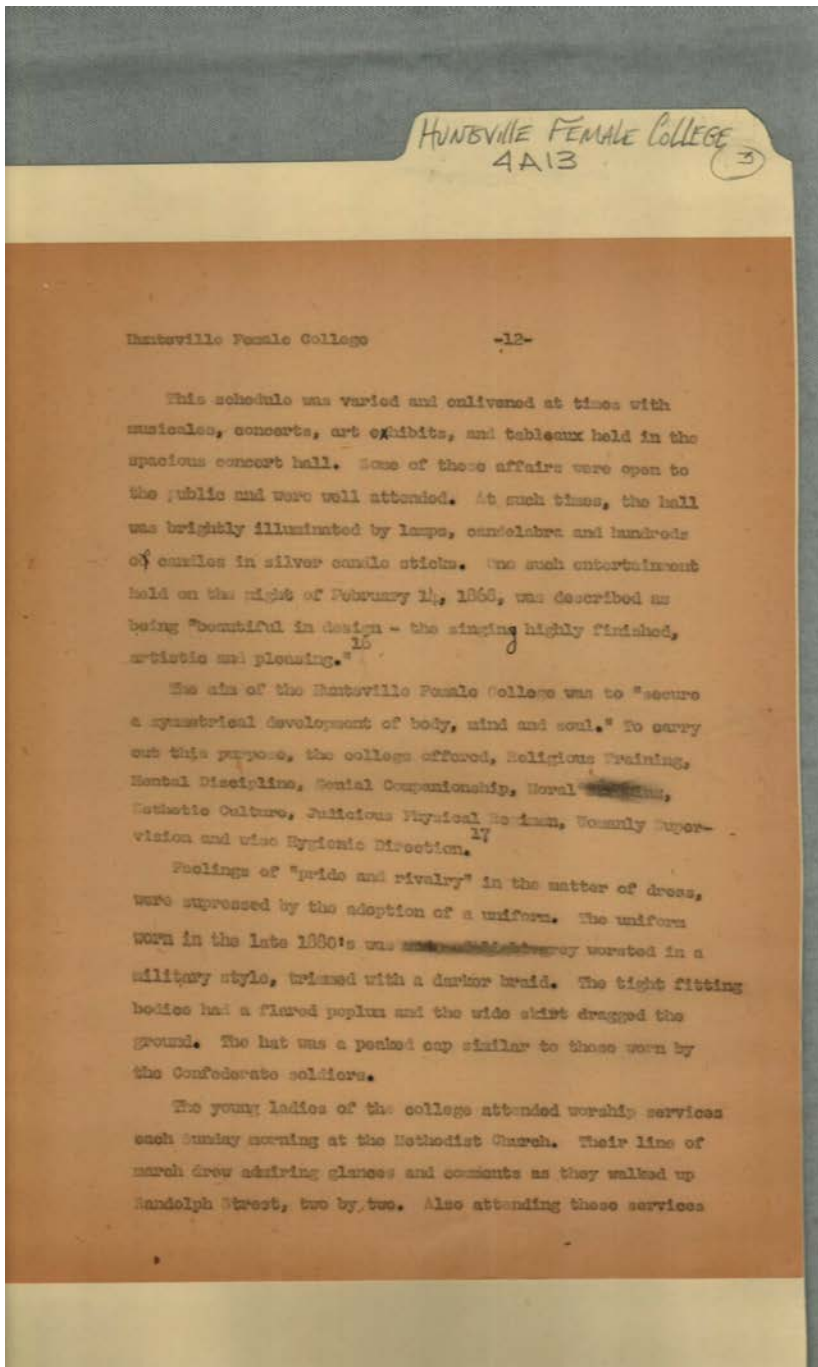 HUNTSVILLE FEMALE COLLEGE
4A13
3
Huntsville Female College -12-
This schedule was varied and enlivened at times with
musicales, concerts, art exhibits, and tableaux held in the
spacious concert hall. Some of these affairs were open to
the public and were well attended. At such times, the hall
was brightly illuminated by lamps, candelabra and hundreds
of candles in silver candle sticks. One such entertainment
held on the night of February 14, 1868, was described as
being "beautiful in design - the singing highly finished,
artistic and pleasing." 16
The aim of the Huntsville Female College was to "secure
a symmetrical development of body, mind and soul." To carry
out this purpose, the college offered, Religious Training,
Mental Discipline, Genial Companionship, Moral
Esthetic Culture, Judicious Physical Regimen, Womanly Super-
vision and wise Hygienic Direction. 17
Feelings of "pride and rivalry" in the matter of dress,
were supressed by the adoption of a uniform. The uniform
worn in the late 1880's was grey worsted in a
military style, trimmed with a darker braid. The tight fitting
bodice had a flared peplum and the wide skirt dragged the
ground. The hat was a peaked cap similar to those worn by
the Confederate soldiers.
The young ladies of the college attended worship services
each Sunday morning at the Methodist Church. Their line of
march drew admiring glances and comments as they walked up
Randolph Street, two by two. Also attending these services